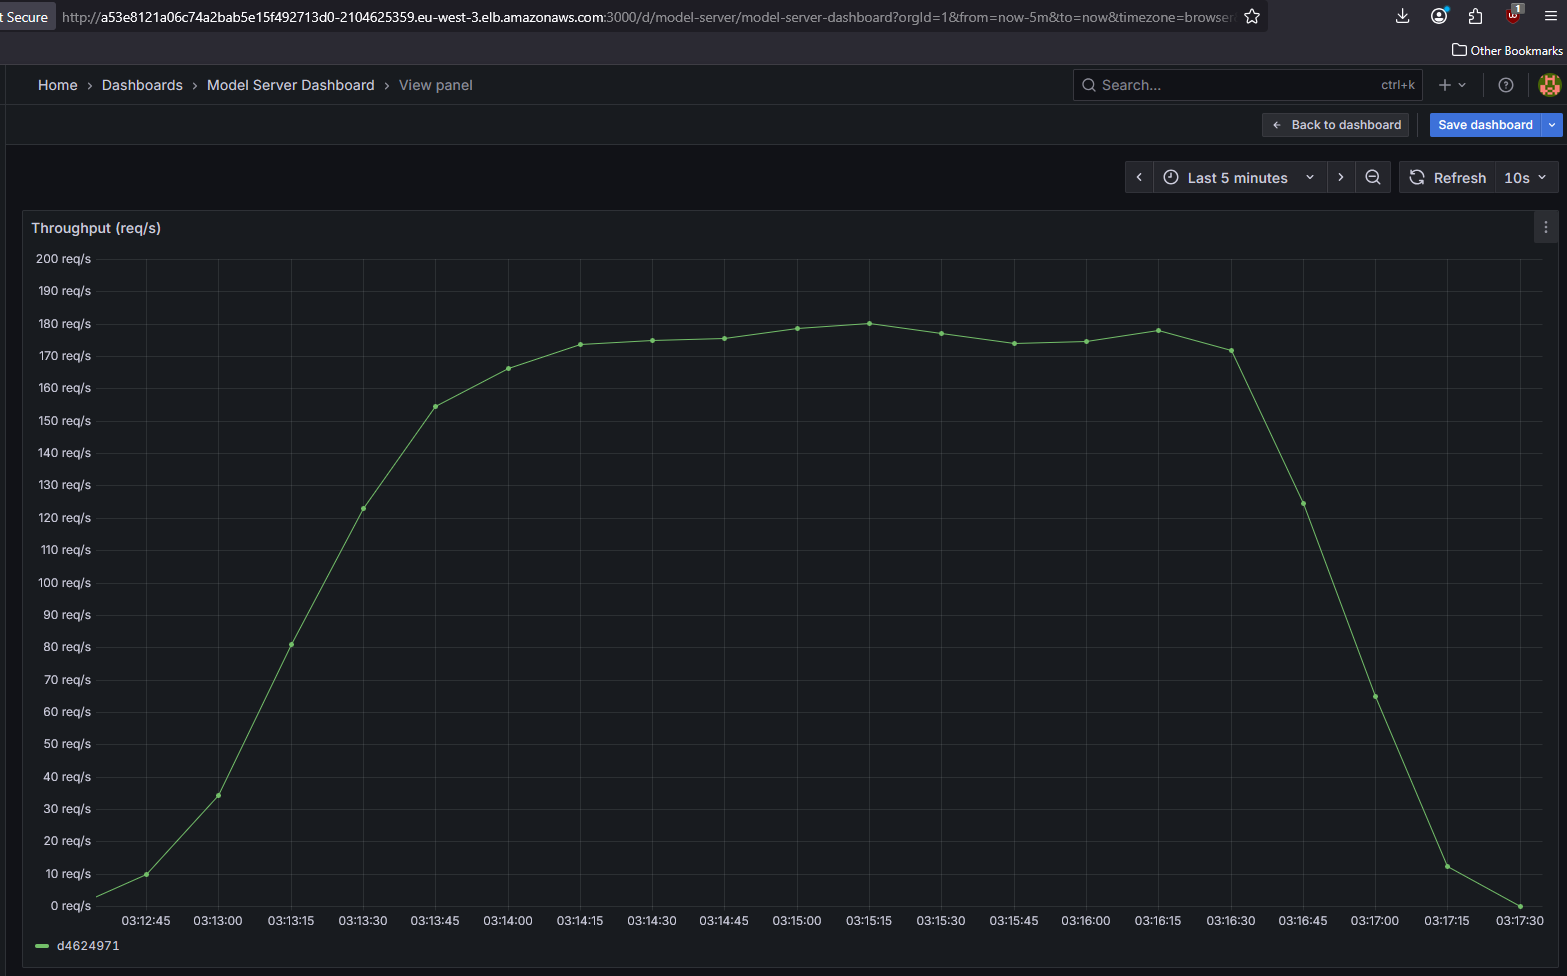 t Secure http://a53e8121a06c74a2bab5e15f492713d0-2104625359.eu-west-3.elb.amazonaws.com:3000/d/model-server/model-server-dashboard?orgId=1&from=now-5m&to=now&timezone=browser 1
Other Bookmarks
Home › Dashboards › Model Server Dashboard › View panel Search... ctrl+k
Back to dashboard Save dashboard
Last 5 minutes Refresh 10s
Throughput (req/s)
200 req/s
190 req/s
180 req/s
170 req/s
160 req/s
150 req/s
140 req/s
130 req/s
120 req/s
110 req/s
100 req/s
90 req/s
80 req/s
70 req/s
60 req/s
50 req/s
40 req/s
30 req/s
20 req/s
10 req/s
0 req/s
03:12:45 03:13:00 03:13:15 03:13:30 03:13:45 03:14:00 03:14:15 03:14:30 03:14:45 03:15:00 03:15:15 03:15:30 03:15:45 03:16:00 03:16:15 03:16:30 03:16:45 03:17:00 03:17:15 03:17:30
d4624971